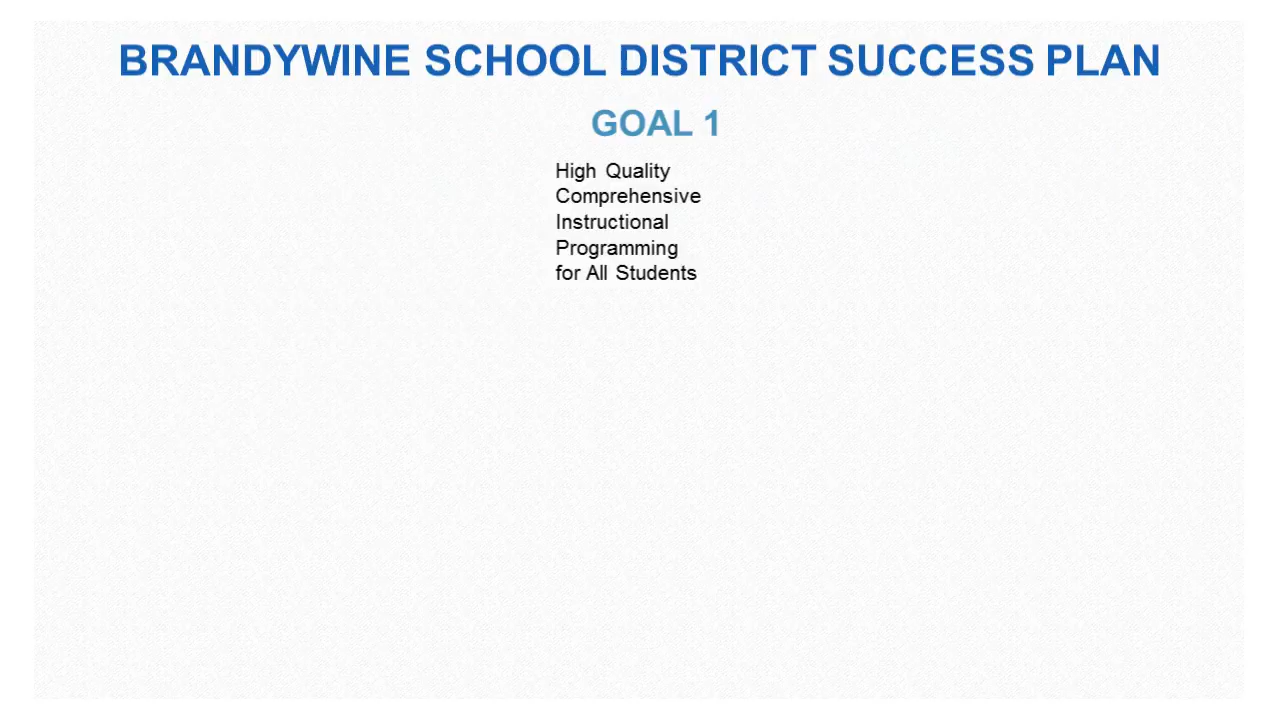 BRANDYWINE SCHOOL DISTRICT SUCCESS PLAN
GOAL 1
High Quality
Comprehensive
Instructional
Programming
for All Students